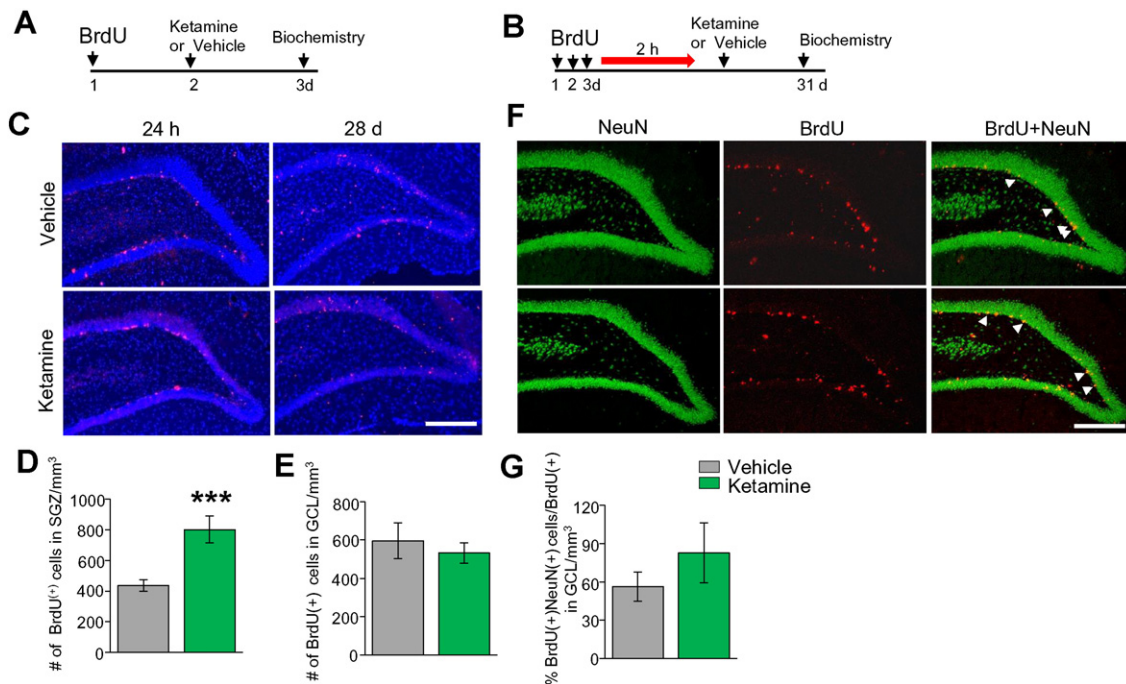 A
BrdU
Ketamine
or Vehicle
Biochemistry
1
2
3d
B
BrdU
2 h
Ketamine
or Vehicle
Biochemistry
1 2 3d
31 d
C
24 h
28 d
Vehicle
Ketamine
F
NeuN
BrdU
BrdU+NeuN
D
# of BrdU(+) cells in SGZ/mm3
1000
800
600
400
200
0
***
E
# of BrdU(+) cells in GCL/mm3
800
600
400
200
0
G
Vehicle
Ketamine
% BrdU(+)NeuN(+) cells/BrdU(+)
in GCL/mm3
120
90
60
30
0